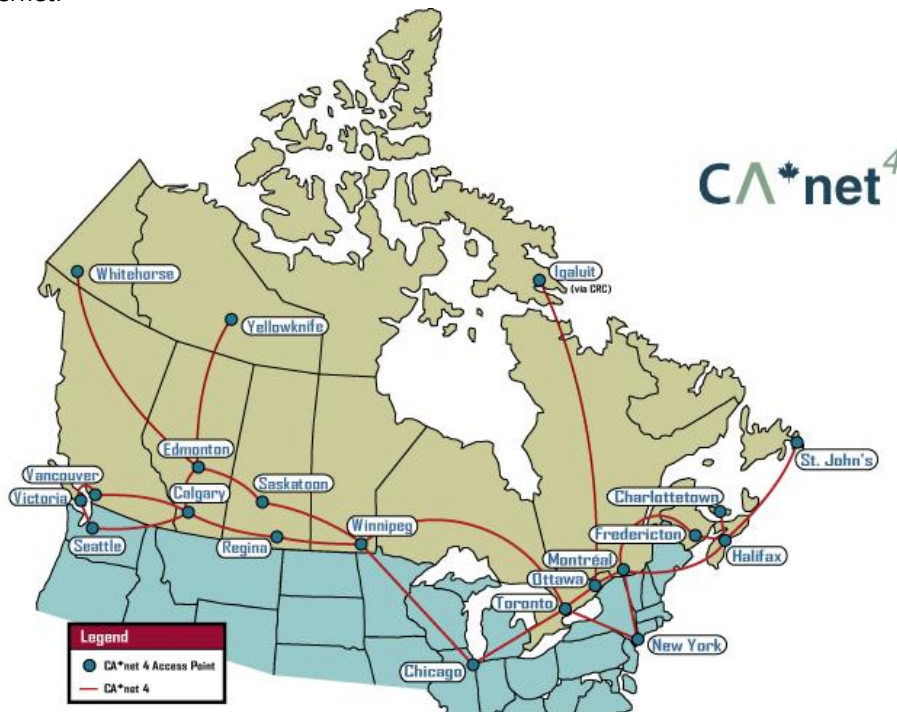 CA*net 4
Whitehorse
Igaluit
(via CRC)
Yellowknife
Edmonton
St. John's
Vancouver
Saskatoon
Charlottetown
Victoria
Calgary
Winnipeg
Fredericton
Seattle
Regina
Montréal
Halifax
Ottawa
Toronto
New York
Chicago
Legend
CA*net 4 Access Point
CA*net 4